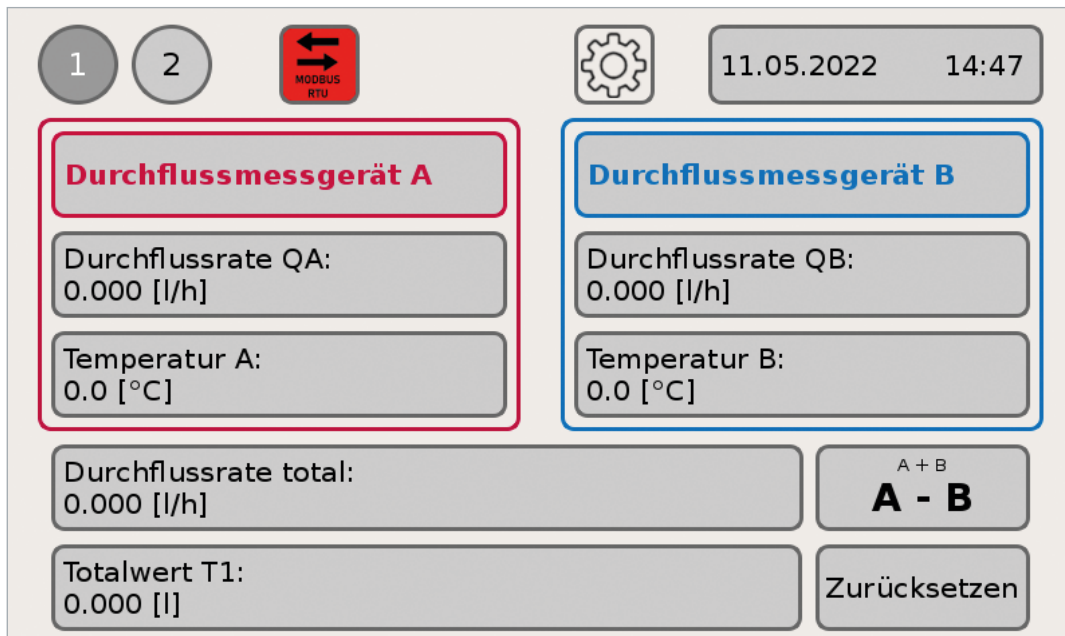 1
2
MODBUS
RTU
11.05.2022 14:47
Durchflussmessgerät A
Durchflussrate QA:
0.000 [l/h]
Temperatur A:
0.0 [°C]
Durchflussmessgerät B
Durchflussrate QB:
0.000 [l/h]
Temperatur B:
0.0 [°C]
Durchflussrate total:
0.000 [l/h]
A + B
A - B
Totalwert T1:
0.000 [l]
Zurücksetzen